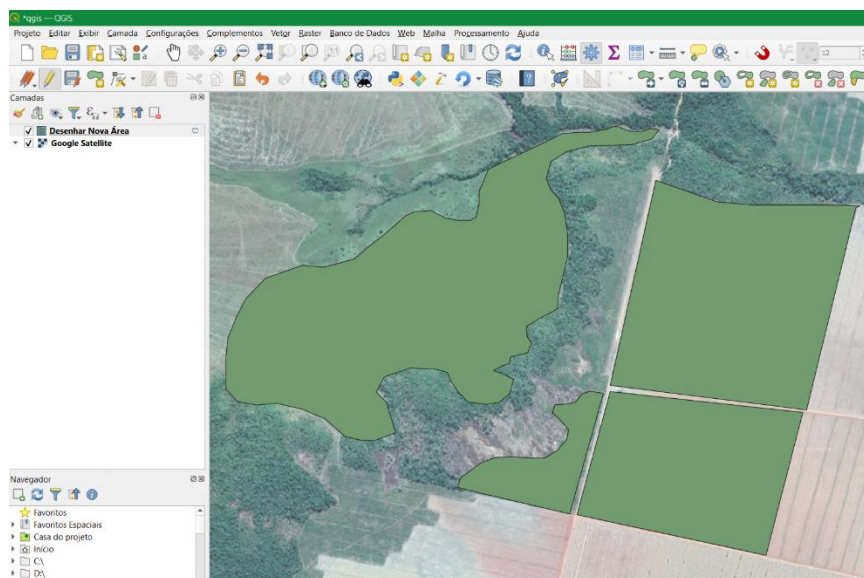 *qgis — QGIS
Projeto Editar Exibir Camada Configurações Complementos Vetor Raster Banco de Dados Web Malha Processamento Ajuda
12
Camadas
Desenhar Nova Área
Google Satellite
Navegador
Favoritos
Favoritos Espaciais
Casa do projeto
Início
C:\
D:\